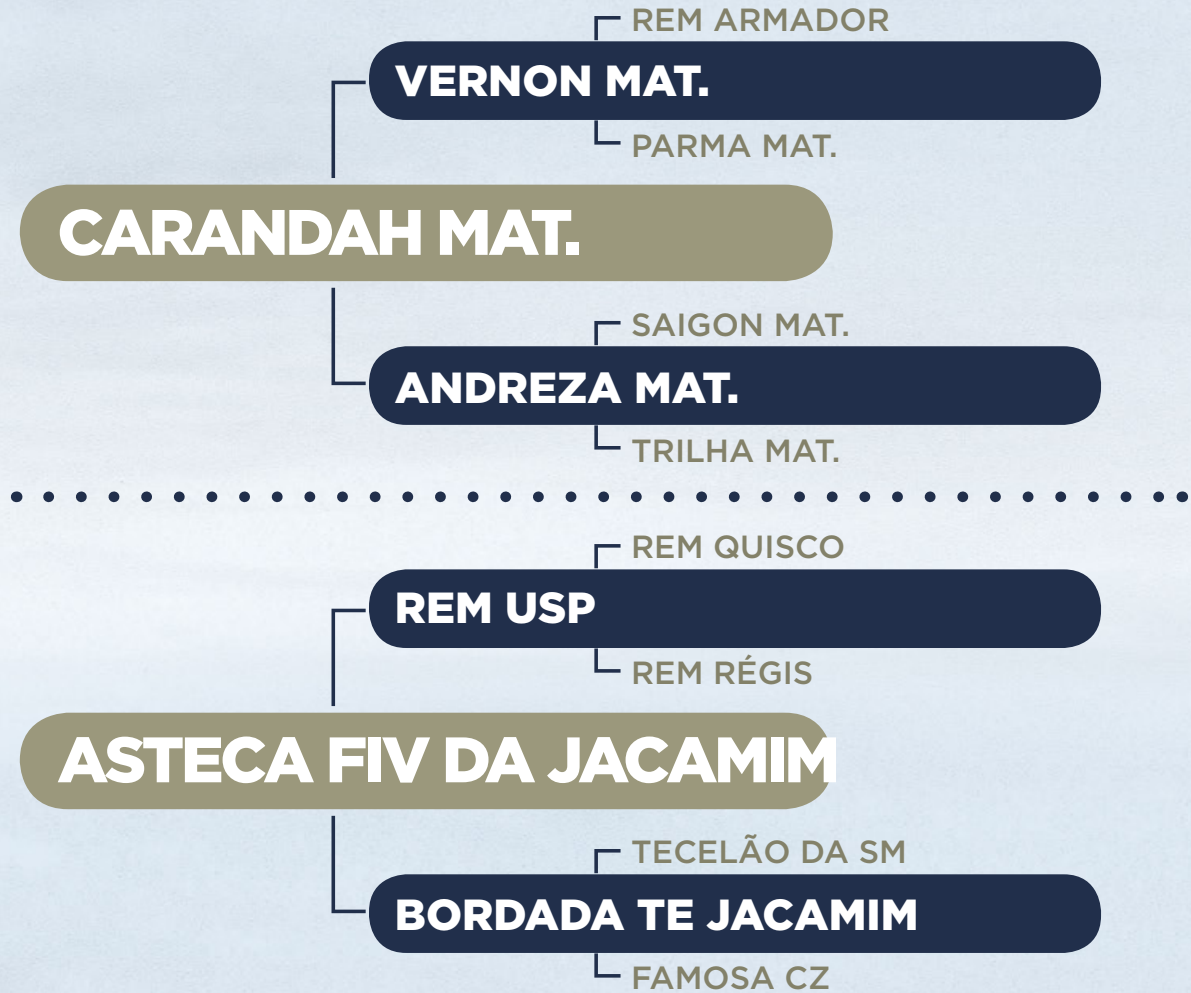 REM ARMADOR
VERNON MAT.
PARMA MAT.
CARANDAH MAT.
SAIGON MAT.
ANDREZA MAT.
TRILHA MAT.
REM QUISCO
REM USP
REM RÉGIS
ASTECA FIV DA JACAMIM
TECELÃO DA SM
BORDADA TE JACAMIM
FAMOSA CZ